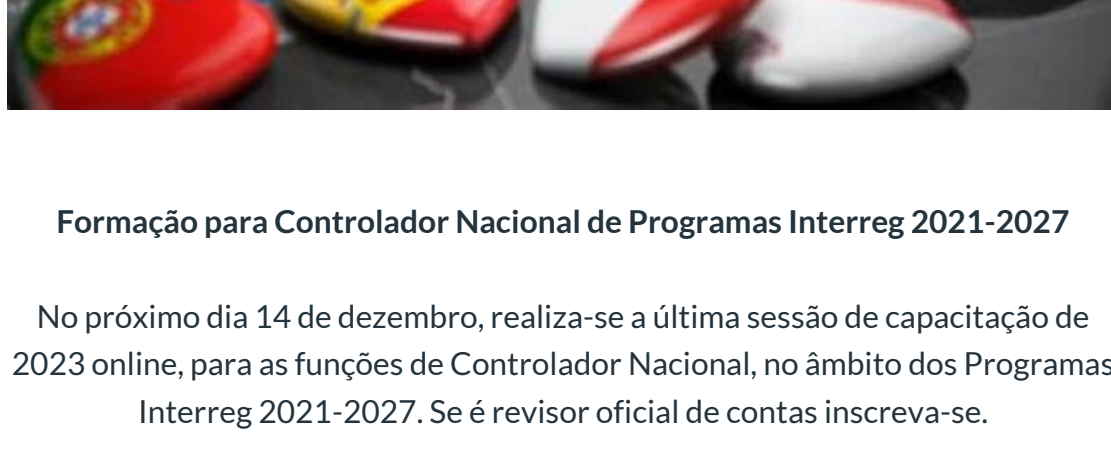 Formação para Controlador Nacional de Programas Interreg 2021-2027
No próximo dia 14 de dezembro, realiza-se a última sessão de capacitação de
2023 online, para as funções de Controlador Nacional, no âmbito dos Programas
Interreg 2021-2027. Se é revisor oficial de contas inscreva-se.